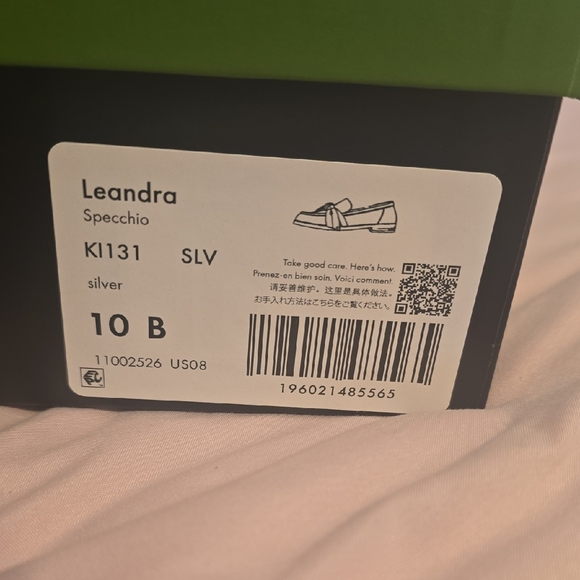 Leandra
Specchio
KI131 SLV
silver
10 B
11002526 US08
Take good care. Here's how.
Prenez-en bien soin. Voici comment.
请妥善维护。这里是具体做法。
お手入れ方法はこちらをご覧ください。
196021485565